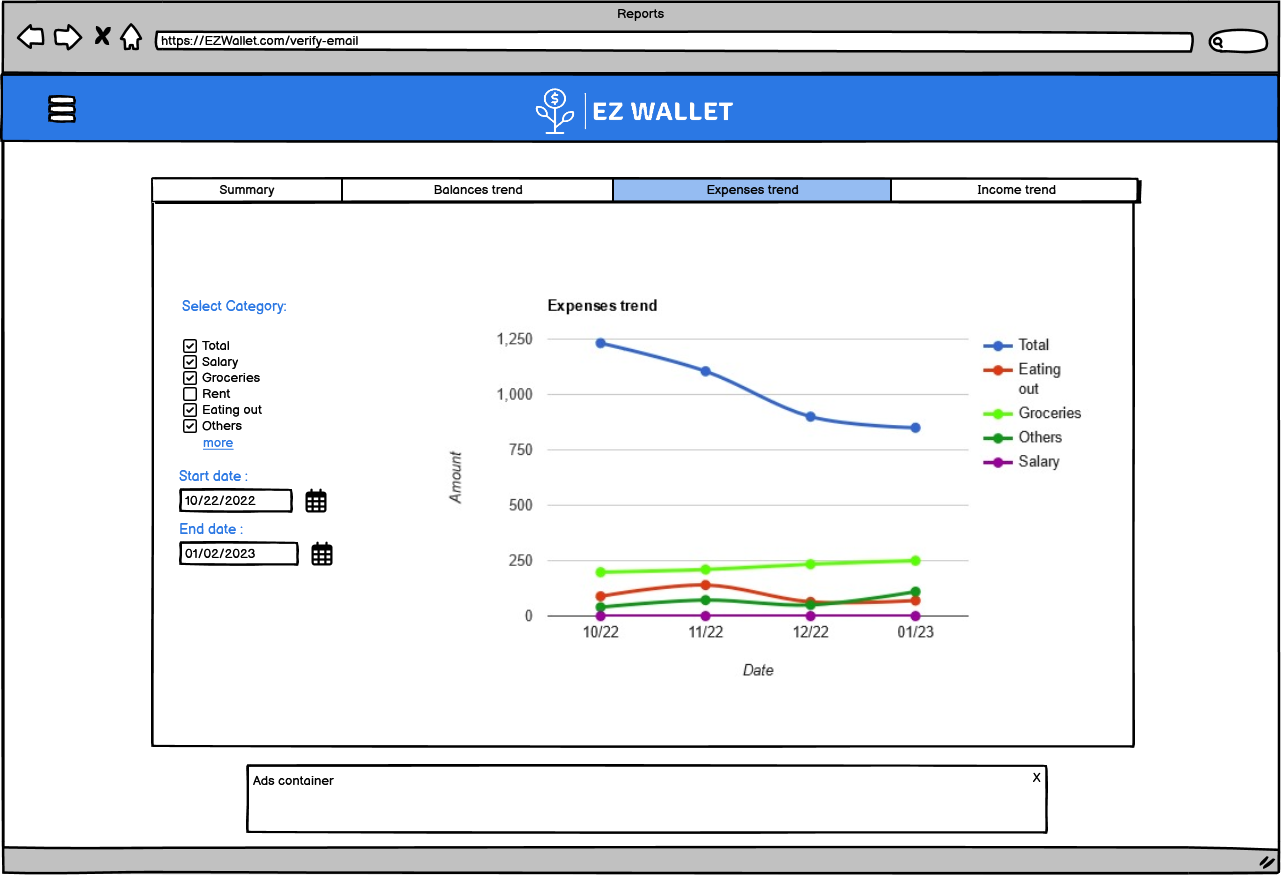 Reports
https://EZWallet.com/verify-email
$
EZ WALLET
Summary
Balances trend
Expenses trend
Income trend
Select Category:
Total
Salary
Groceries
Rent
Eating out
Others
more
Start date :
10/22/2022
End date :
01/02/2023
Expenses trend
1,250
1,000
750
500
250
0
Amount
10/22
11/22
12/22
01/23
Date
Total
Eating
out
Groceries
Others
Salary
Ads container
X